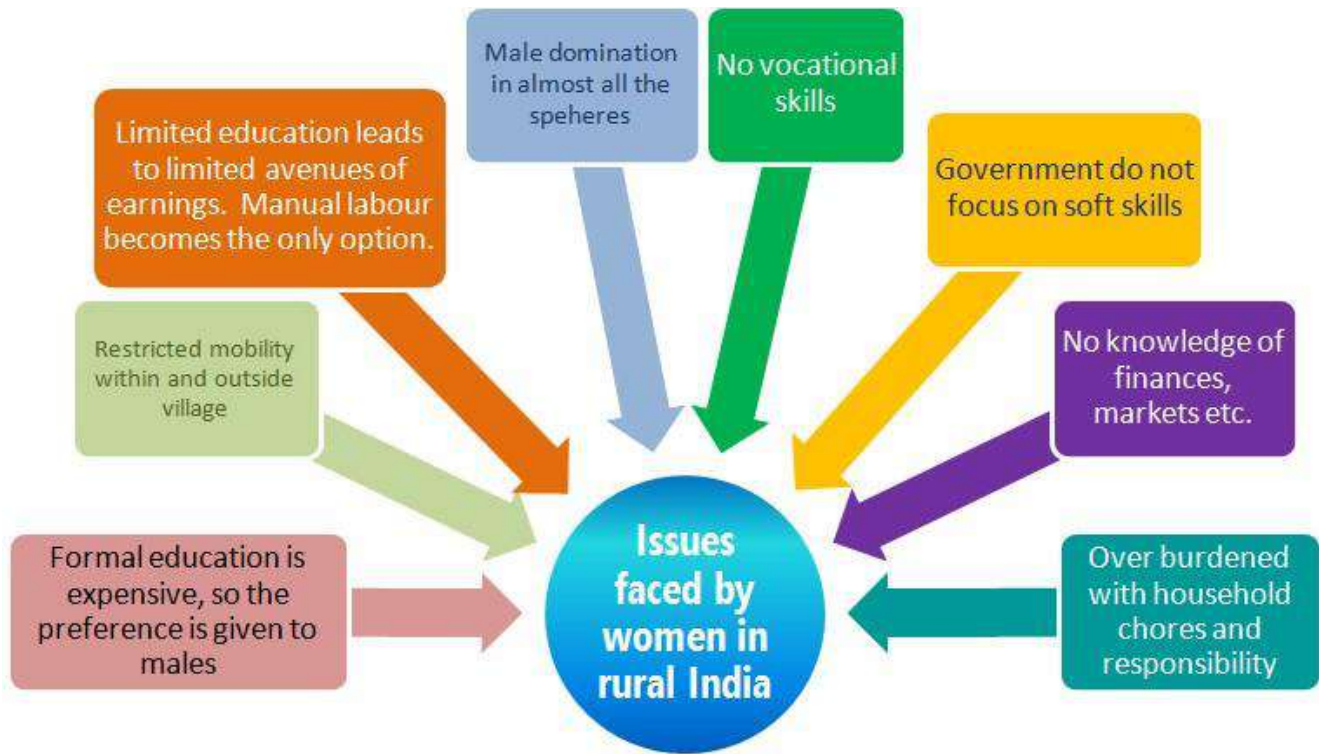 Male domination
in almost all the
speheres
No vocational
skills
Limited education leads
to limited avenues of
earnings. Manual labour
becomes the only option.
Government do not
focus on soft skills
Restricted mobility
within and outside
village
No knowledge of
finances,
markets etc.
Formal education is
expensive, so the
preference is given to
males
Issues
faced by
women in
rural India
Over burdened
with household
chores and
responsibility